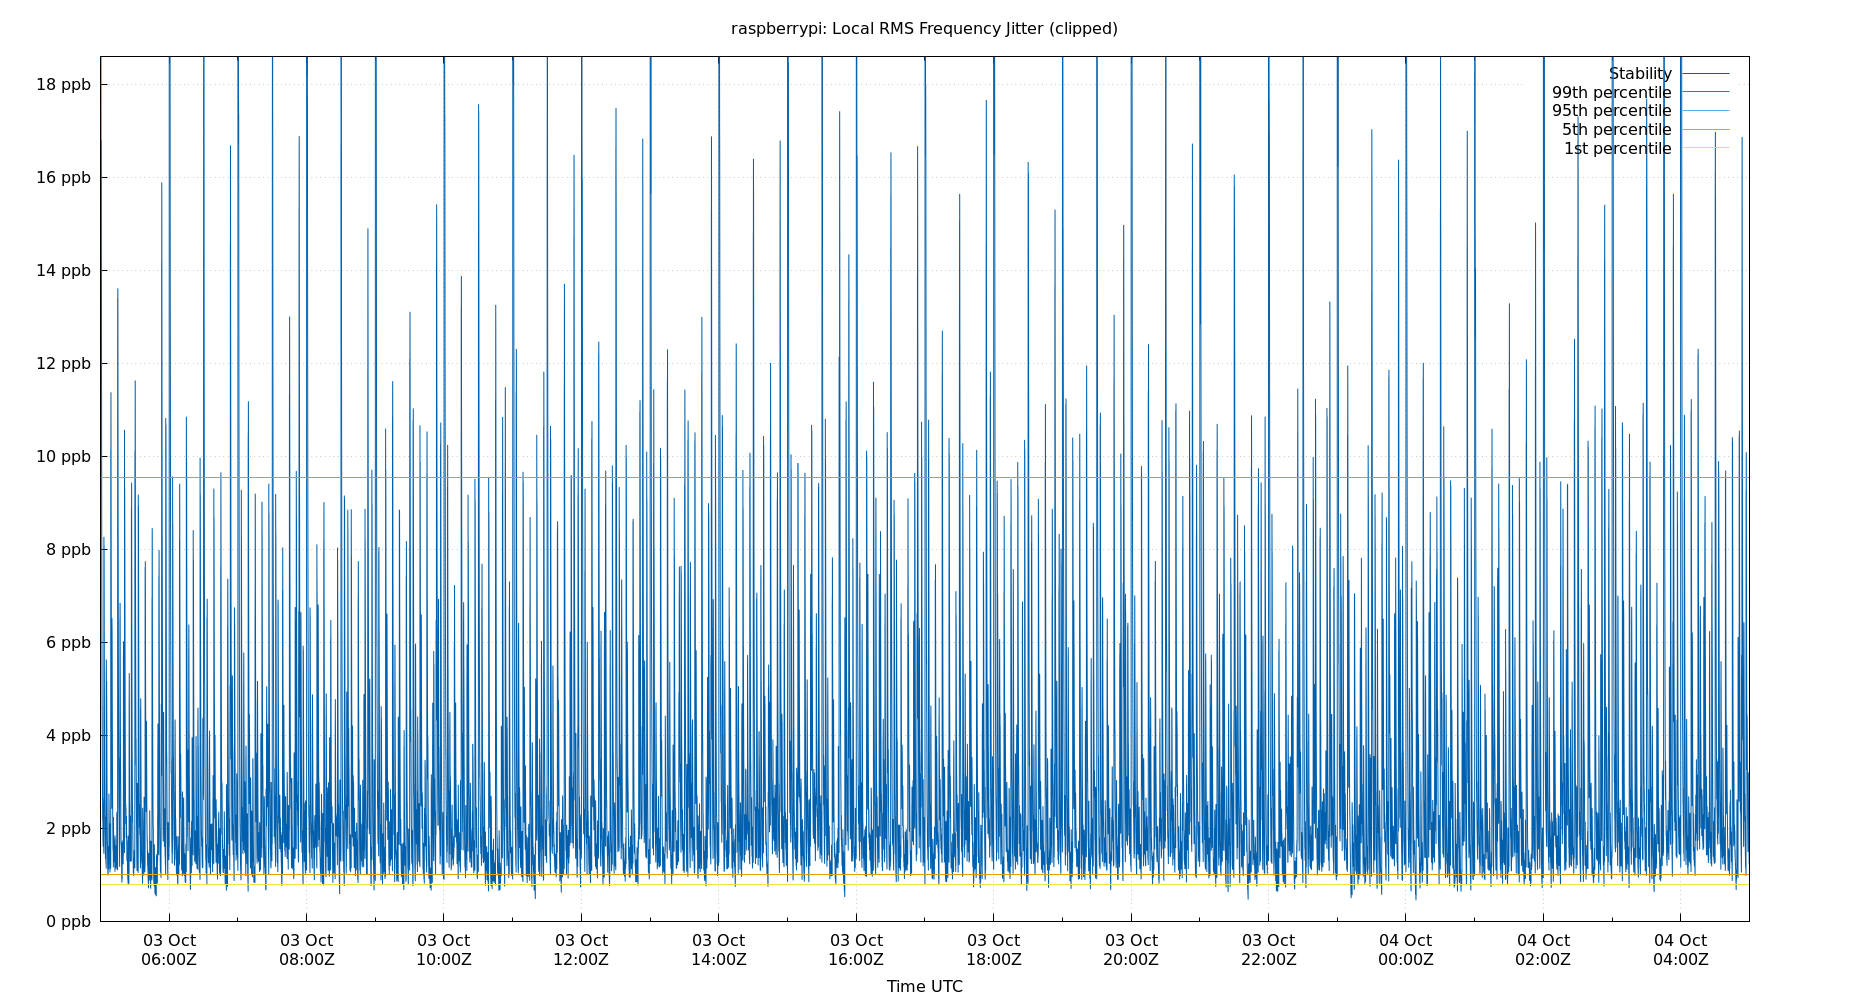 raspberrypi: Local RMS Frequency Jitter (clipped)
18 ppb
16 ppb
14 ppb
12 ppb
10 ppb
8 ppb
6 ppb
4 ppb
2 ppb
0 ppb
Stability
99th percentile
95th percentile
5th percentile
1st percentile
03 Oct
06:00Z
03 Oct
08:00Z
03 Oct
10:00Z
03 Oct
12:00Z
03 Oct
14:00Z
03 Oct
16:00Z
03 Oct
18:00Z
03 Oct
20:00Z
03 Oct
22:00Z
04 Oct
00:00Z
04 Oct
02:00Z
04 Oct
04:00Z
Time UTC